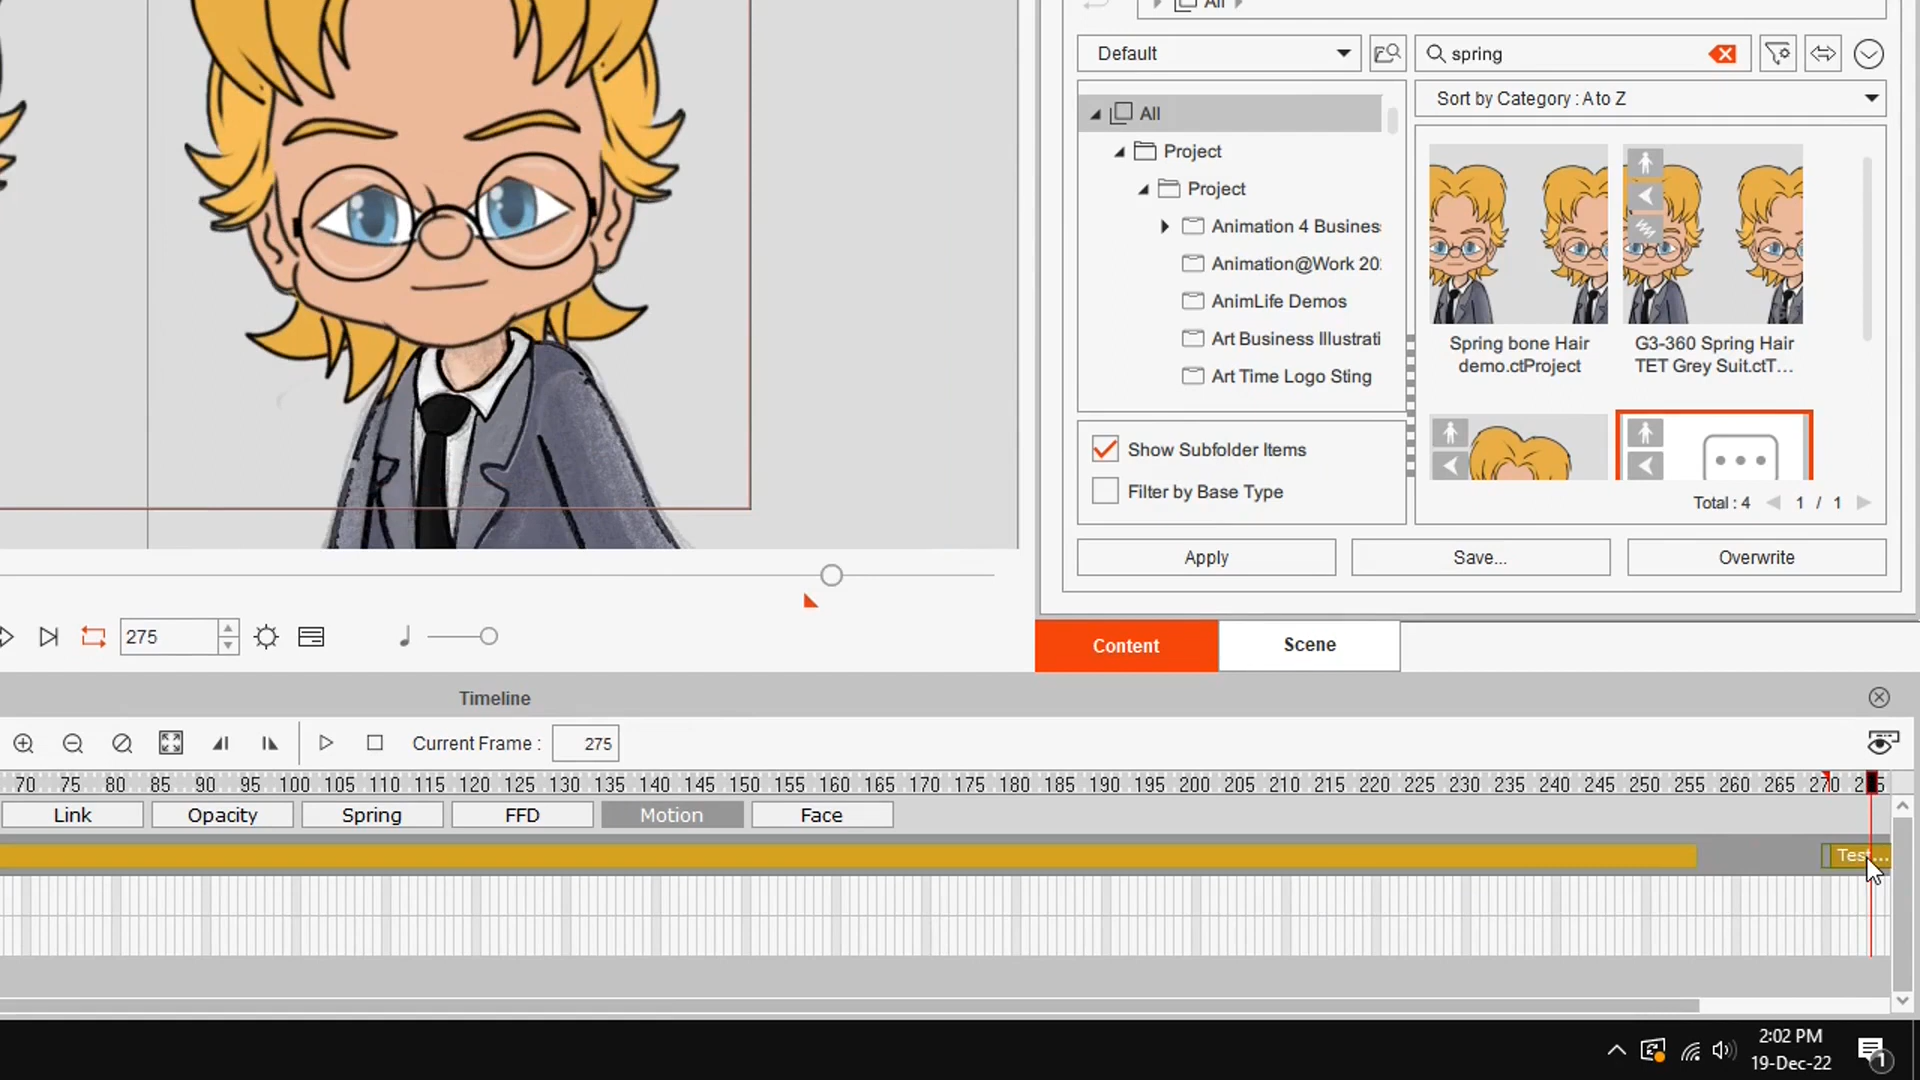 All
Default
spring
Sort by Category : A to Z
All
Project
Project
Animation 4 Busines
Animation@Work 20
AnimLife Demos
Art Business Illustrati
Art Time Logo Sting
Spring bone Hair
demo.ctProject
G3-360 Spring Hair
TET Grey Suit.ctT...
Show Subfolder Items
Filter by Base Type
Total : 4 1 / 1
Apply Save... Overwrite
275
Content Scene
Timeline
Current Frame : 275
70 75 80 85 90 95 100 105 110 115 120 125 130 135 140 145 150 155 160 165 170 175 180 185 190 195 200 205 210 215 220 225 230 235 240 245 250 255 260 265 270
Link Opacity Spring FFD Motion Face
Test...
2:02 PM
19-Dec-22
1